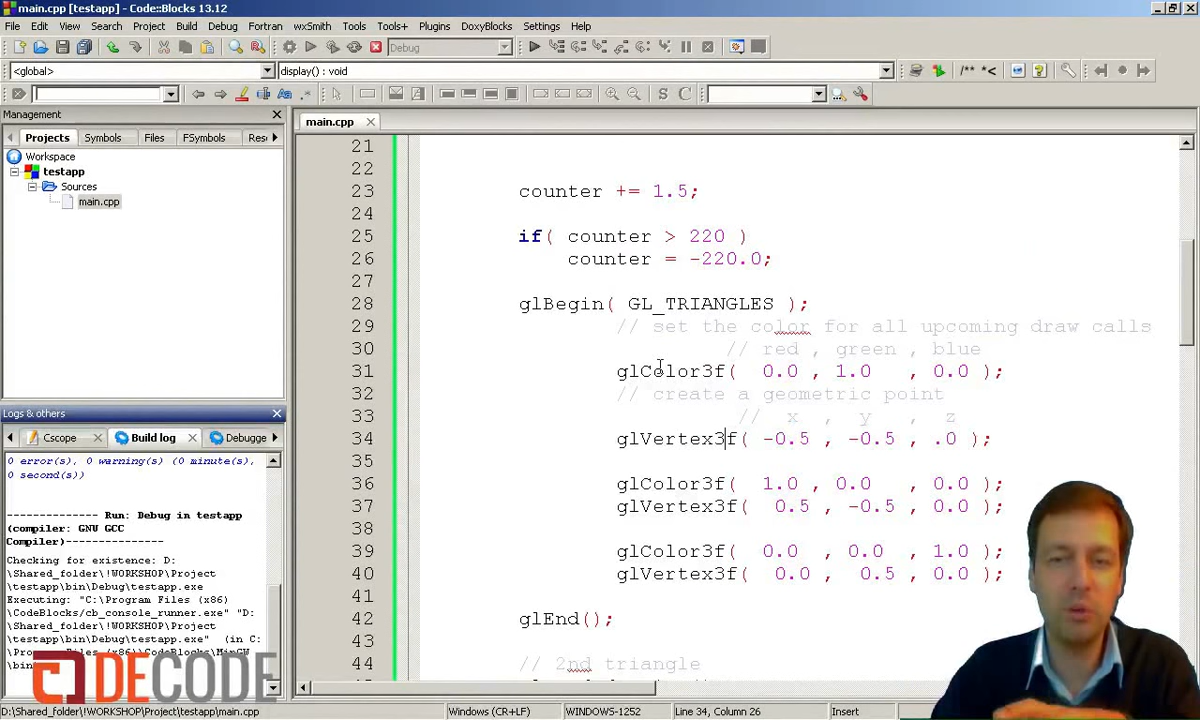 main.cpp [testapp] - Code::Blocks 13.12
File Edit View Search Project Build Debug Fortran wxSmith Tools Tools+ Plugins DoxyBlocks Settings Help
Debug
<global> display() : void
/** *<
.*
S C
Management
main.cpp
Projects Symbols Files FSymbols Reso
Workspace
testapp
Sources
main.cpp
21
22
23 counter += 1.5;
24
25 if( counter > 220 )
26 counter = -220.0;
27
28 glBegin( GL_TRIANGLES );
29 // set the color for all upcoming draw calls
30 // red , green , blue
31 glColor3f( 0.0 , 1.0 , 0.0 );
32 // create a geometric point
33 // x , y , z
34 glVertex3f( -0.5 , -0.5 , .0 );
35
36 glColor3f( 1.0 , 0.0 , 0.0 );
37 glVertex3f( 0.5 , -0.5 , 0.0 );
38
39 glColor3f( 0.0 , 0.0 , 1.0 );
40 glVertex3f( 0.0 , 0.5 , 0.0 );
41
42 glEnd();
43
44 // 2nd triangle
Logs & others
Cscope Build log Debugge
0 error(s), 0 warning(s) (0 minute(s),
0 second(s))
-------------- Run: Debug in testapp
(compiler: GNU GCC
Compiler)---------------
Checking for existence: D:
\Shared_folder\!WORKSHOP\Project
\testapp\bin\Debug\testapp.exe
Executing: "C:\Program Files (x86)
\CodeBlocks/cb_console_runner.exe" "D:
\Shared_folder\!WORKSHOP\Project
\testapp\bin\Debug\testapp.exe" (in C:
DECODE
D:\Shared_folder\!WORKSHOP\Project\testapp\main.cpp Windows (CR+LF) WINDOWS-1252 Line 34, Column 26 Insert